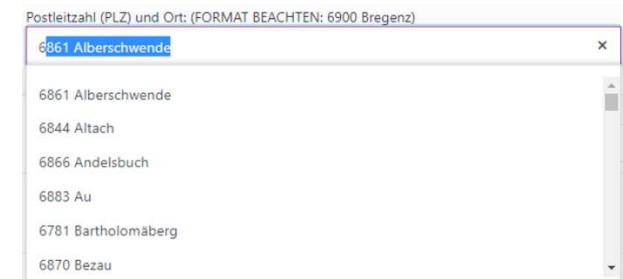 Postleitzahl (PLZ) und Ort: (FORMAT BEACHTEN: 6900 Bregenz)
6861 Alberschwende
6861 Alberschwende
6844 Altach
6866 Andelsbuch
6883 Au
6781 Bartholomäberg
6870 Bezau